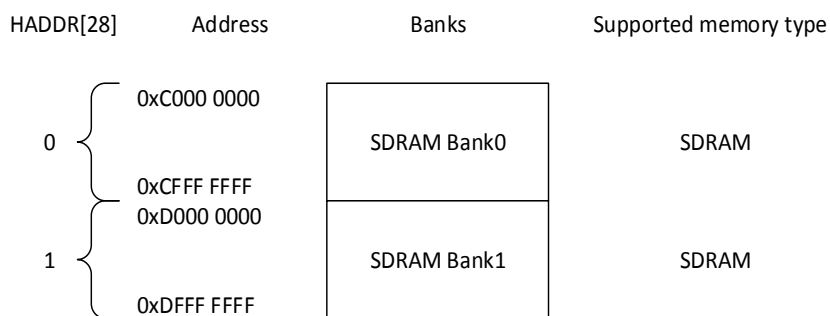 HADDR[28] Address Banks Supported memory type
0xC000 0000
0 SDRAM Bank0 SDRAM
0xCFFF FFFF
0xD000 0000
1 SDRAM Bank1 SDRAM
0xDFFF FFFF